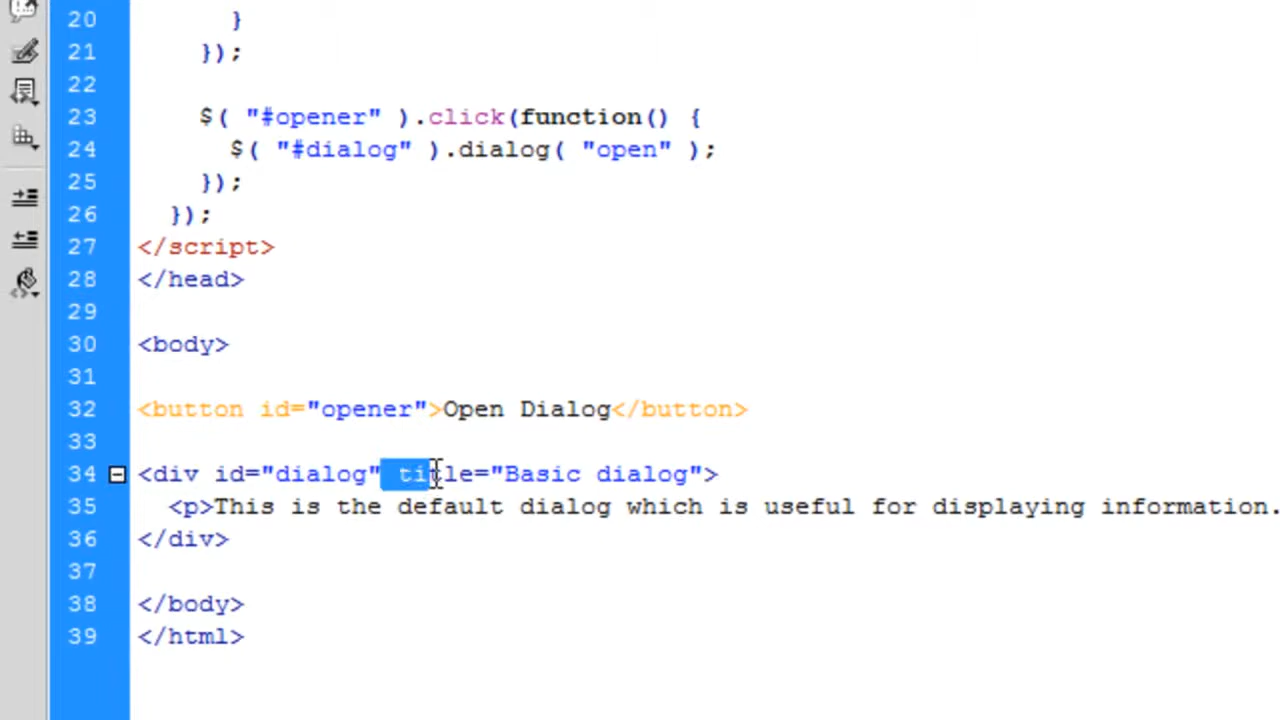 20 }
21 });
22
23 $( "#opener" ).click(function() {
24 $( "#dialog" ).dialog( "open" );
25 });
26 });
27 </script>
28 </head>
29
30 <body>
31
32 <button id="opener">Open Dialog</button>
33
34 <div id="dialog" title="Basic dialog">
35 <p>This is the default dialog which is useful for displaying information.
36 </div>
37
38 </body>
39 </html>